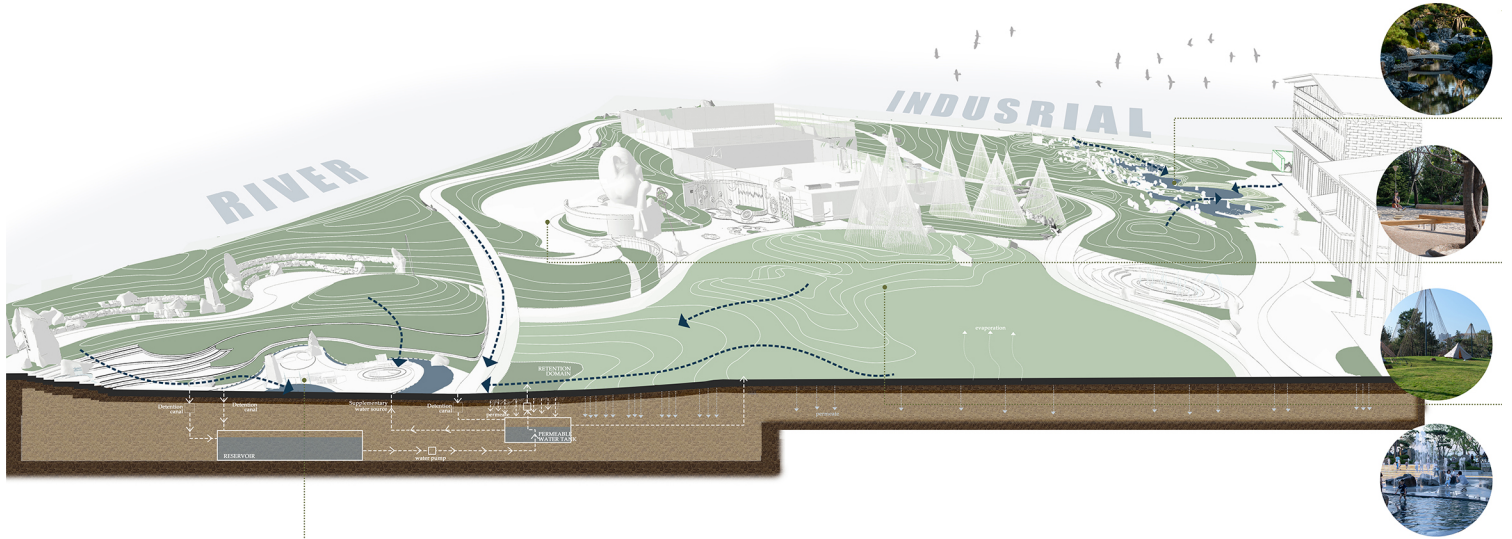 INDUSRIAL
RIVER
evaporation
RETENTION
DOMAIN
Detention
canal
Detention
canal
Supplementary
water source
Detention
canal
permeate
permeate
PERMEABLE
WATER TANK
RESERVOIR
water pump